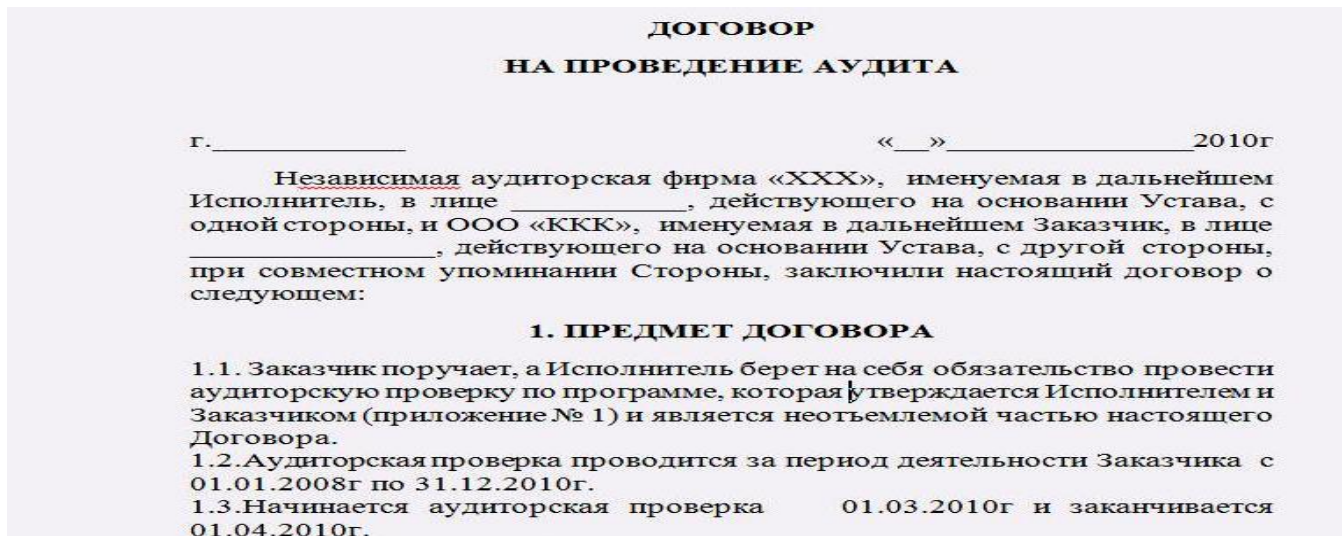 ДОГОВОР
НА ПРОВЕДЕНИЕ АУДИТА
г.______________ «__»__________________2010г
Независимая аудиторская фирма «ХХХ», именуемая в дальнейшем
Исполнитель, в лице _____________, действующего на основании Устава, с
одной стороны, и ООО «ККК», именуемая в дальнейшем Заказчик, в лице
__________________, действующего на основании Устава, с другой стороны,
при совместном упоминании Стороны, заключили настоящий договор о
следующем:
1. ПРЕДМЕТ ДОГОВОРА
1.1. Заказчик поручает, а Исполнитель берет на себя обязательство провести
аудиторскую проверку по программе, которая утверждается Исполнителем и
Заказчиком (приложение № 1) и является неотъемлемой частью настоящего
Договора.
1.2.Аудиторская проверка проводится за период деятельности Заказчика с
01.01.2008г по 31.12.2010г.
1.3.Начинается аудиторская проверка 01.03.2010г и заканчивается
01.04.2010г.